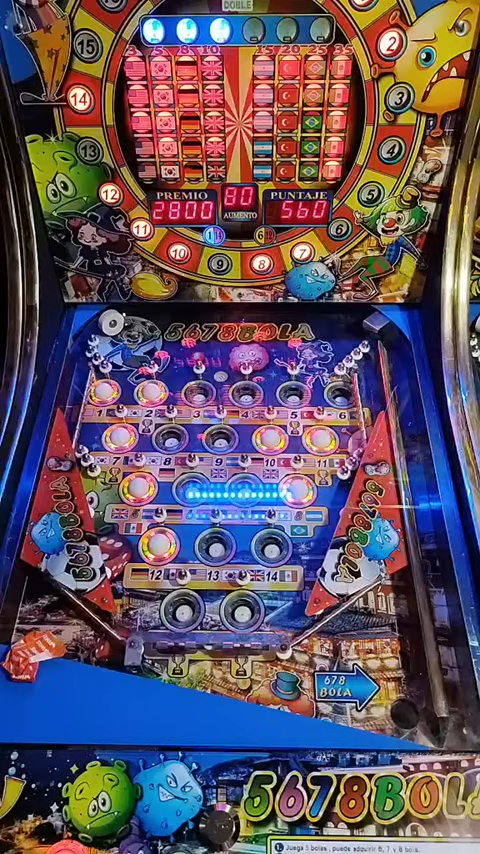 DOBLE
3 5 8 10 15 20 25 35
15
2
14
3
13
4
12
5
PREMIO 80 PUNTAJE
2800 AUMENTO 560
11
6
10 9 8 7
5678BOLA
1 2 3 4 5 6
7 8 9 10 11
12 13 14
5678BOLA
5678BOLA
678
BOLA
5678BOLA
1. Juega 5 bolas, puede adquirir 6, 7 y 8 bola.